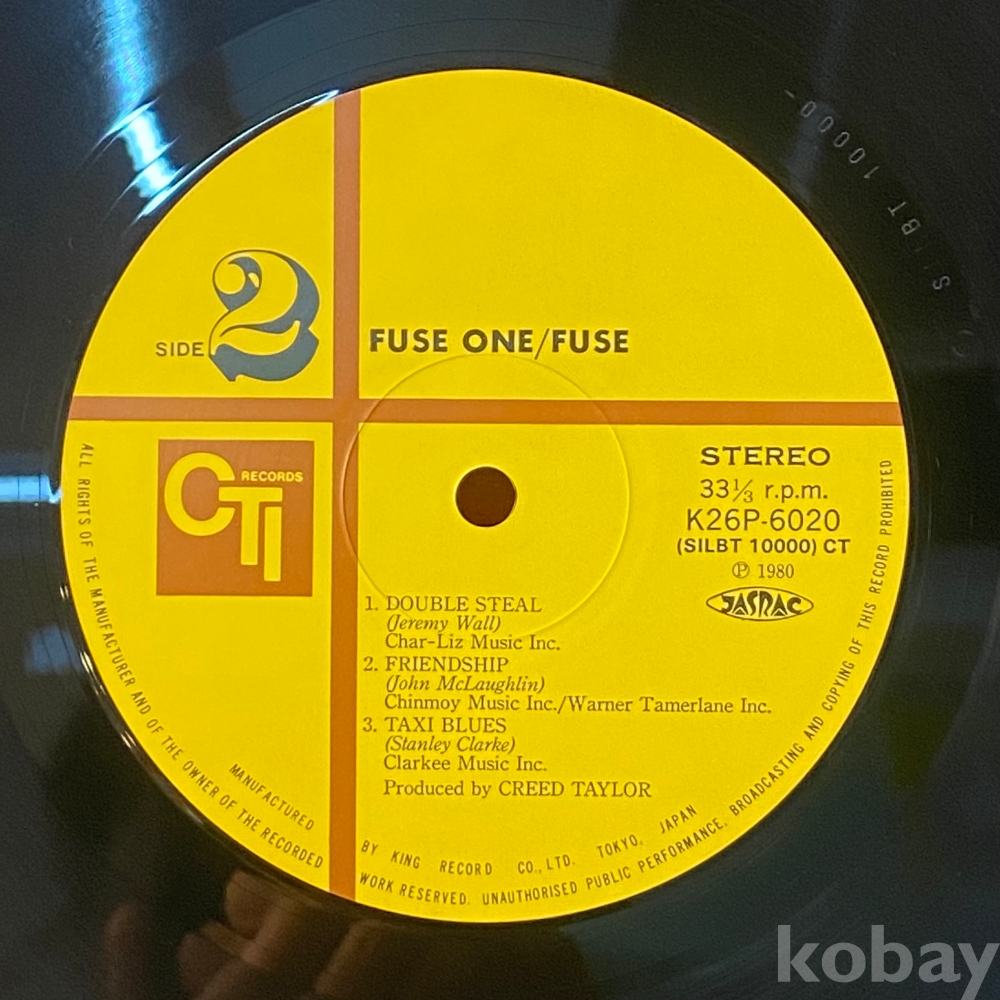 SIDE 2
FUSE ONE/FUSE
CTI RECORDS
STEREO
33⅓ r.p.m.
K26P-6020
(SILBT 10000) CT
Ⓟ 1980
JASRAC
1. DOUBLE STEAL
(Jeremy Wall)
Char-Liz Music Inc.
2. FRIENDSHIP
(John McLaughlin)
Chinmoy Music Inc./Warner Tamerlane Inc.
3. TAXI BLUES
(Stanley Clarke)
Clarkee Music Inc.
Produced by CREED TAYLOR
MANUFACTURED BY KING RECORD CO., LTD. TOKYO, JAPAN
ALL RIGHTS OF THE MANUFACTURER AND OF THE OWNER OF THE RECORDED WORK RESERVED. UNAUTHORISED PUBLIC PERFORMANCE, BROADCASTING AND COPYING OF THIS RECORD PROHIBITED
kobay